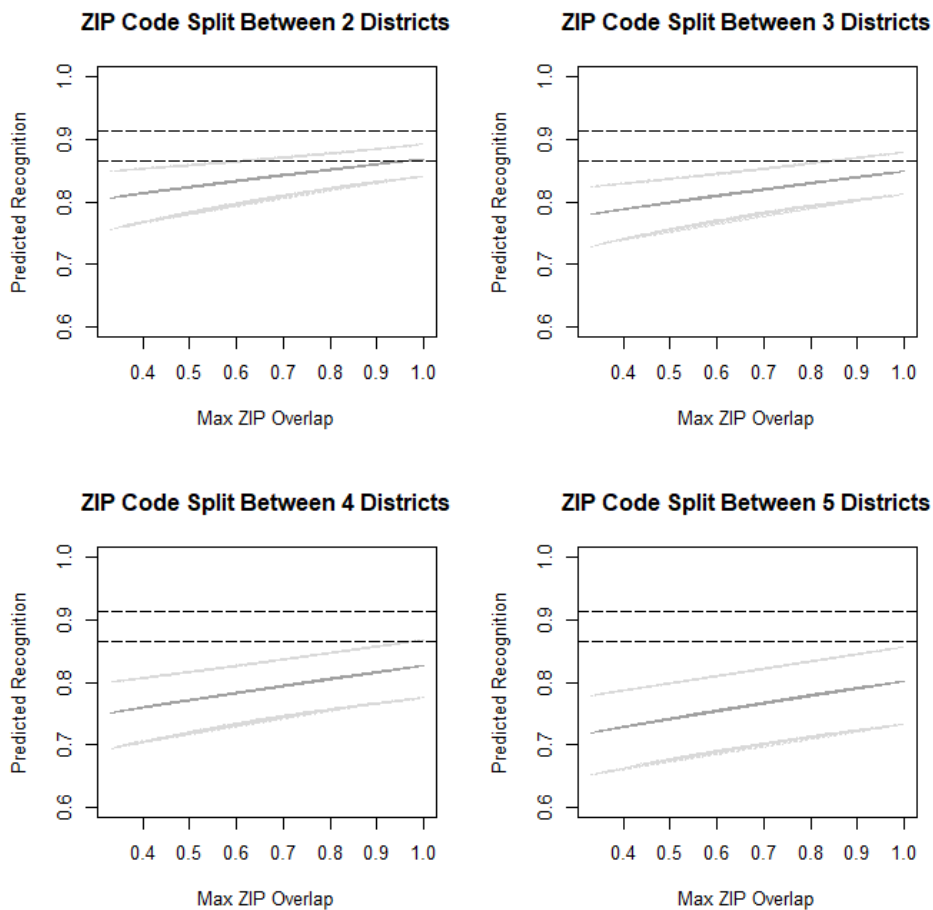 ZIP Code Split Between 2 Districts
Predicted Recognition
1.0
0.9
0.8
0.7
0.6
0.4 0.5 0.6 0.7 0.8 0.9 1.0
Max ZIP Overlap
ZIP Code Split Between 3 Districts
Predicted Recognition
1.0
0.9
0.8
0.7
0.6
0.4 0.5 0.6 0.7 0.8 0.9 1.0
Max ZIP Overlap
ZIP Code Split Between 4 Districts
Predicted Recognition
1.0
0.9
0.8
0.7
0.6
0.4 0.5 0.6 0.7 0.8 0.9 1.0
Max ZIP Overlap
ZIP Code Split Between 5 Districts
Predicted Recognition
1.0
0.9
0.8
0.7
0.6
0.4 0.5 0.6 0.7 0.8 0.9 1.0
Max ZIP Overlap